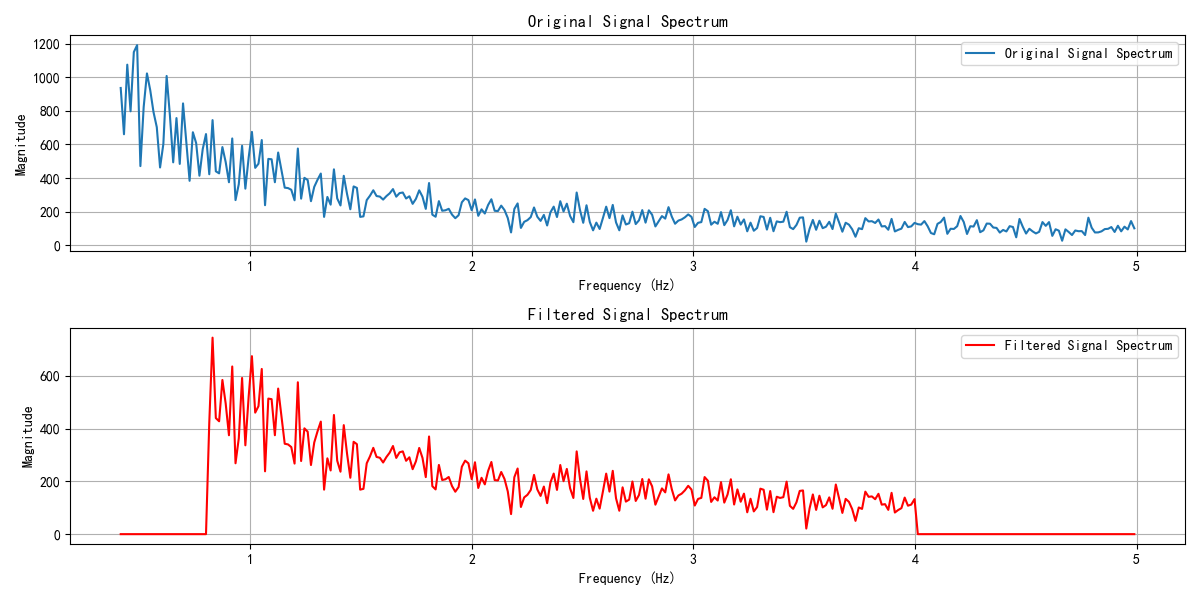 Original Signal Spectrum
1200
1000
800
600
400
200
0
Magnitude
Original Signal Spectrum
1 2 3 4 5
Frequency (Hz)
Filtered Signal Spectrum
600
400
200
0
Magnitude
Filtered Signal Spectrum
1 2 3 4 5
Frequency (Hz)